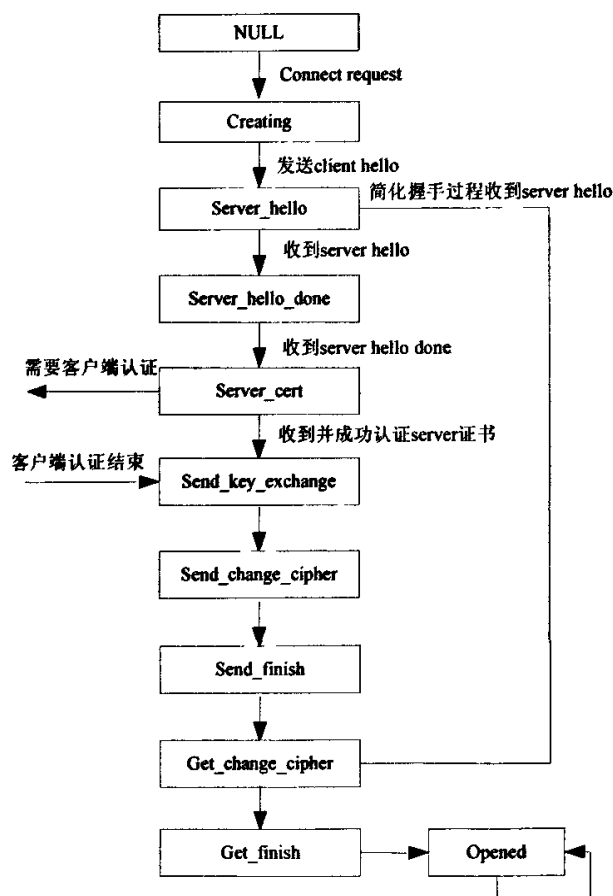 NULL
Connect request
Creating
发送client hello
简化握手过程收到server hello
Server_hello
收到server hello
Server_hello_done
收到server hello done
需要客户端认证
Server_cert
收到并成功认证server证书
客户端认证结束
Send_key_exchange
Send_change_cipher
Send_finish
Get_change_cipher
Get_finish
Opened